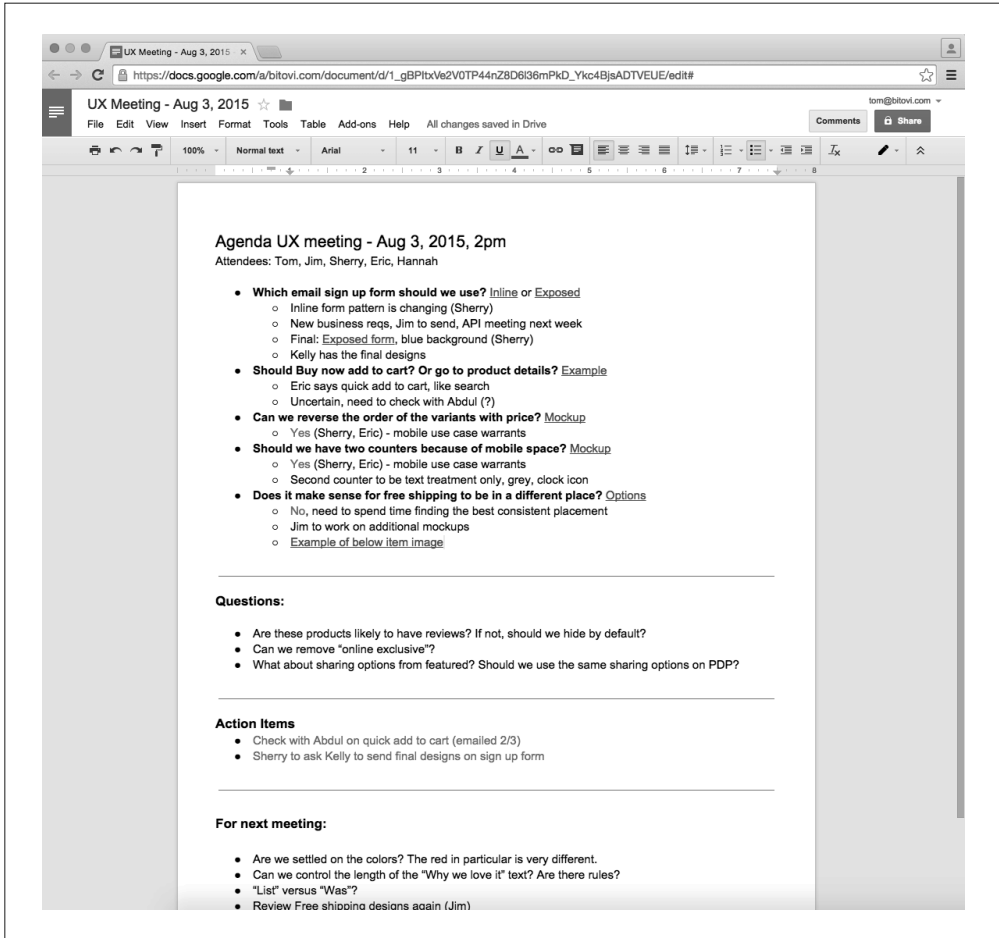 UX Meeting - Aug 3, 2015
https://docs.google.com/a/bitovi.com/document/d/1_gBPItxVe2V0TP44nZ8D6l36mPkD_Ykc4BjsADTVEUE/edit#
UX Meeting - Aug 3, 2015
tom@bitovi.com
File Edit View Insert Format Tools Table Add-ons Help All changes saved in Drive
Comments Share
100% Normal text Arial 11 B I U A
2 3 4 5 6 7 8
Agenda UX meeting - Aug 3, 2015, 2pm
Attendees: Tom, Jim, Sherry, Eric, Hannah
● Which email sign up form should we use? Inline or Exposed
○ Inline form pattern is changing (Sherry)
○ New business reqs, Jim to send, API meeting next week
○ Final: Exposed form, blue background (Sherry)
○ Kelly has the final designs
● Should Buy now add to cart? Or go to product details? Example
○ Eric says quick add to cart, like search
○ Uncertain, need to check with Abdul (?)
● Can we reverse the order of the variants with price? Mockup
○ Yes (Sherry, Eric) - mobile use case warrants
● Should we have two counters because of mobile space? Mockup
○ Yes (Sherry, Eric) - mobile use case warrants
○ Second counter to be text treatment only, grey, clock icon
● Does it make sense for free shipping to be in a different place? Options
○ No, need to spend time finding the best consistent placement
○ Jim to work on additional mockups
○ Example of below item image
Questions:
● Are these products likely to have reviews? If not, should we hide by default?
● Can we remove “online exclusive”?
● What about sharing options from featured? Should we use the same sharing options on PDP?
Action Items
● Check with Abdul on quick add to cart (emailed 2/3)
● Sherry to ask Kelly to send final designs on sign up form
For next meeting:
● Are we settled on the colors? The red in particular is very different.
● Can we control the length of the “Why we love it” text? Are there rules?
● “List” versus “Was”?
● Review Free shipping designs again (Jim)